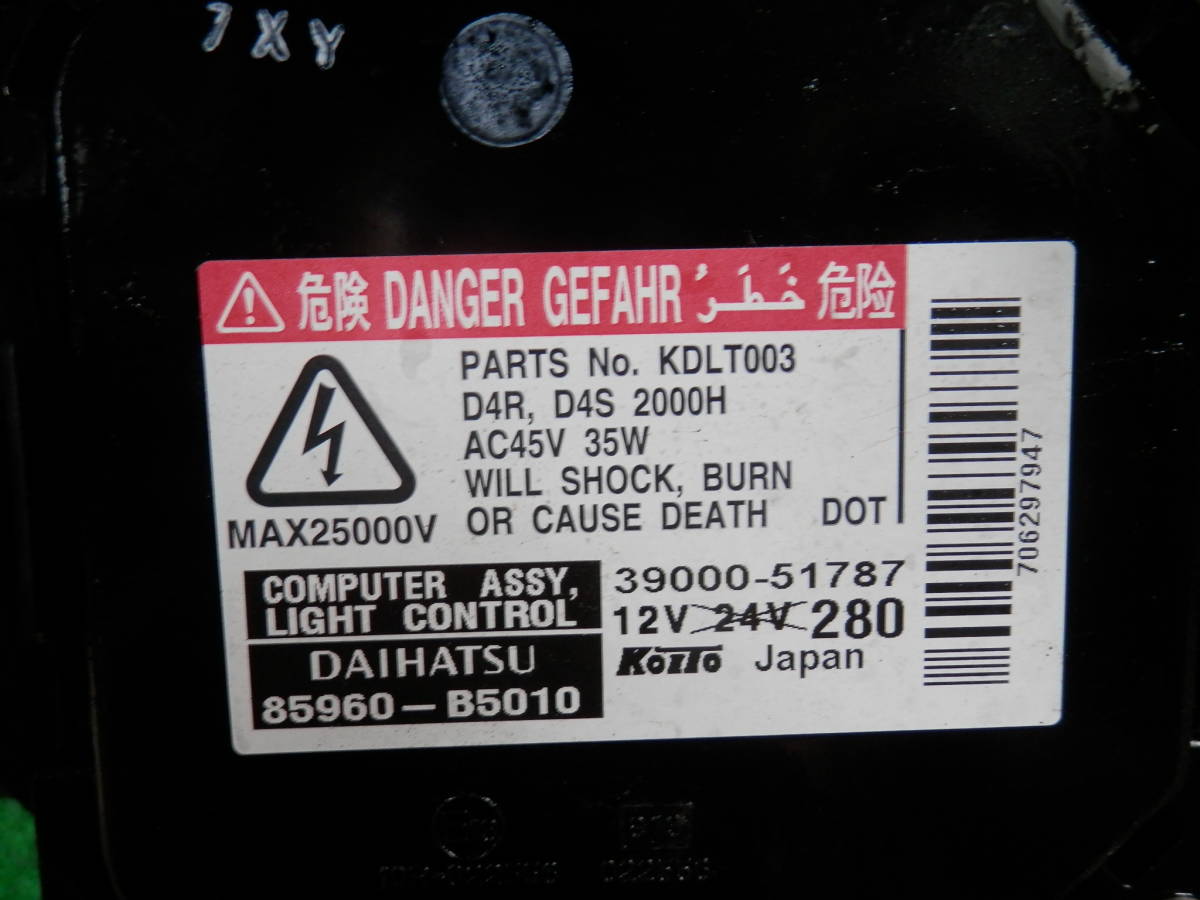 7XY
危険 DANGER GEFAHR خَطَرُ 危险
PARTS No. KDLT003
D4R, D4S 2000H
AC45V 35W
WILL SHOCK, BURN
OR CAUSE DEATH DOT
MAX25000V
COMPUTER ASSY,
LIGHT CONTROL
DAIHATSU
85960-B5010
39000-51787
12V 24V 280
KOITO Japan
706297947